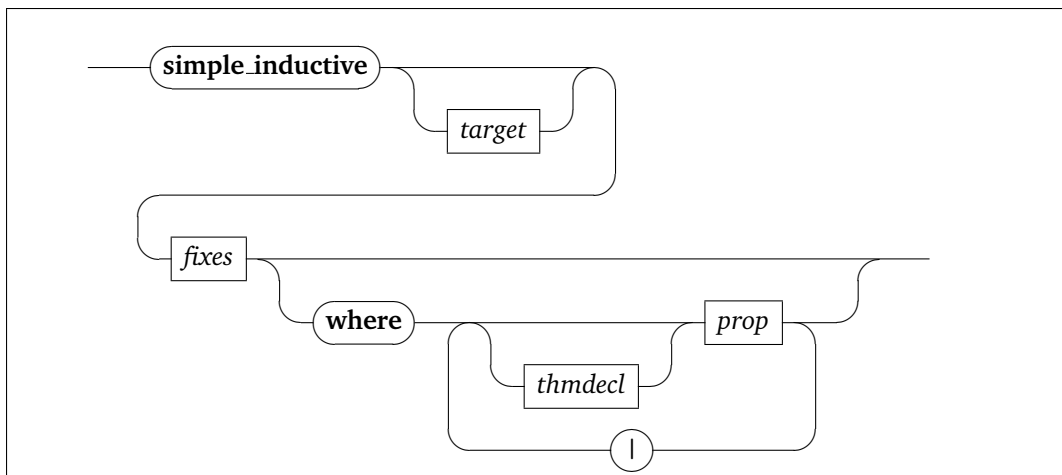 simple_inductive
target
fixes
where
prop
thmdecl
|